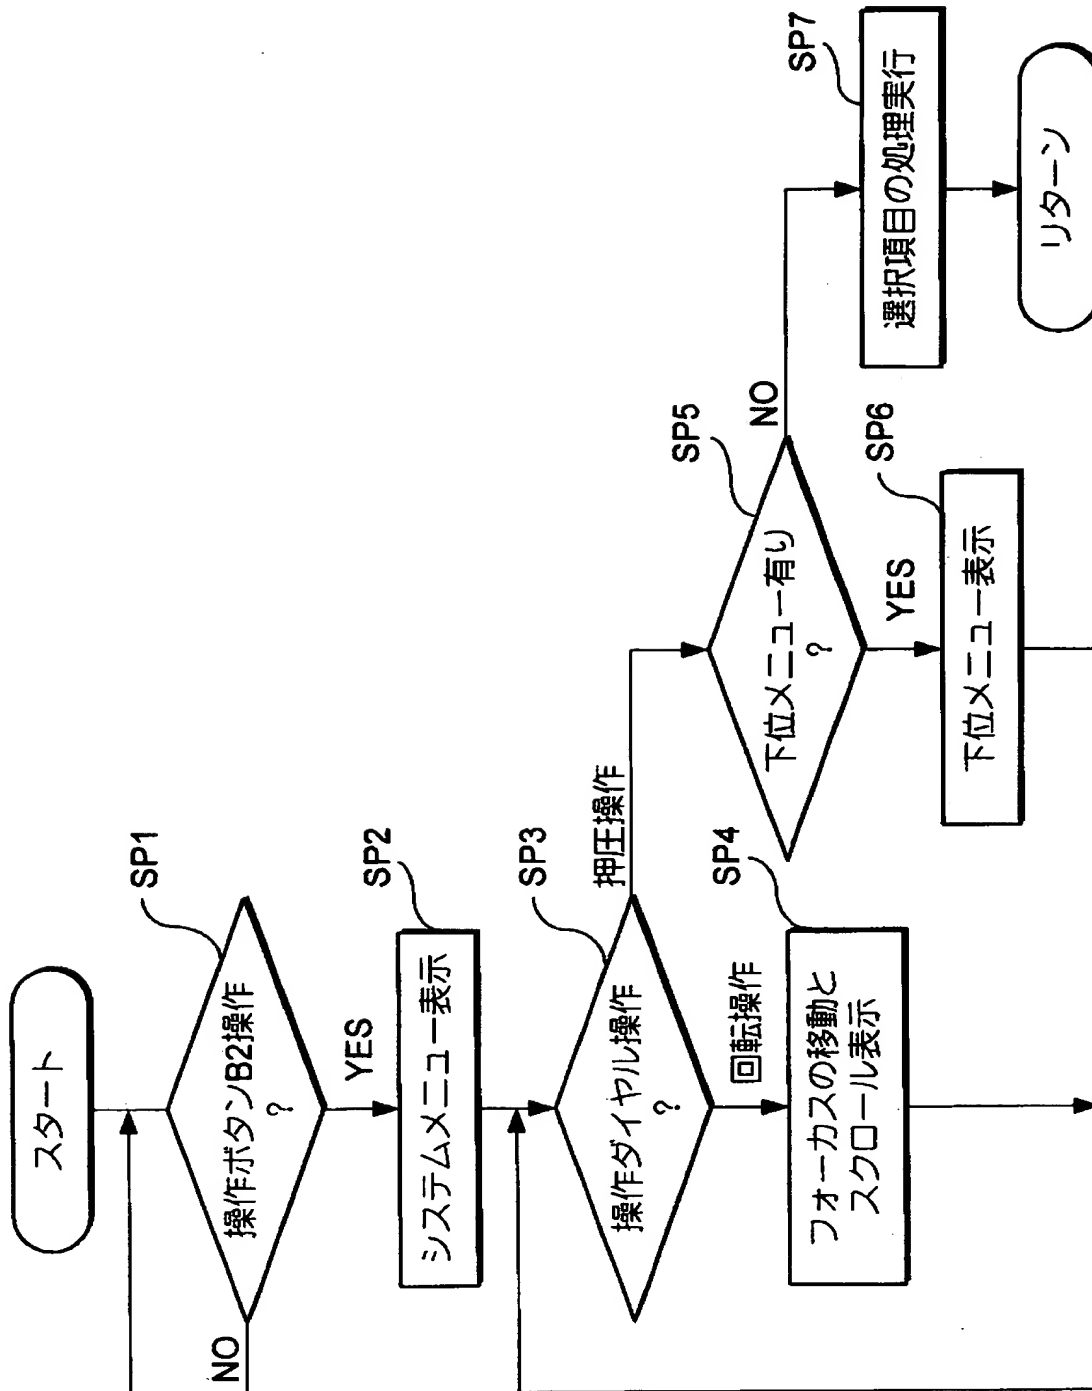 スタート
SP1
操作ボタンB2操作
?
NO
YES
SP2
システムメニュー表示
SP3
操作ダイヤル操作
?
押圧操作
回転操作
SP4
フォーカスの移動と
スクロール表示
SP5
下位メニュー有り
?
NO
YES
SP6
下位メニュー表示
SP7
選択項目の処理実行
リターン